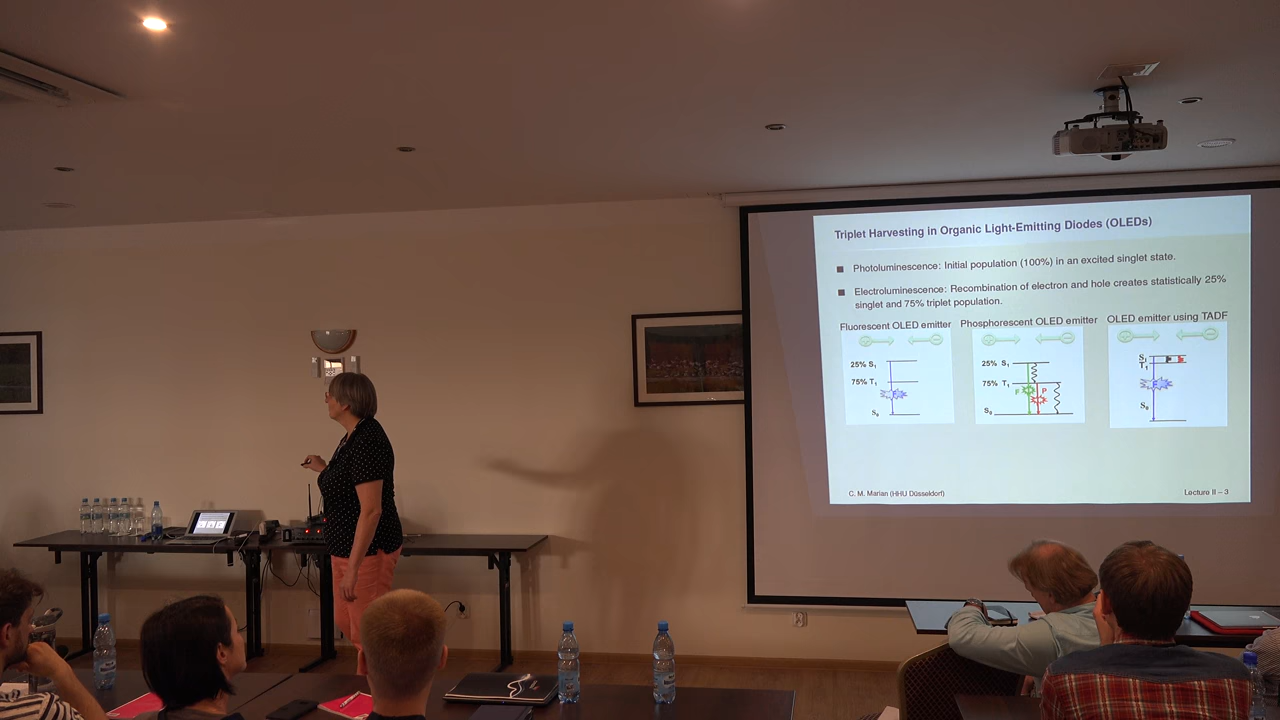 Triplet Harvesting in Organic Light-Emitting Diodes (OLEDs)
Photoluminescence: Initial population (100%) in an excited singlet state.
Electroluminescence: Recombination of electron and hole creates statistically 25%
singlet and 75% triplet population.
Fluorescent OLED emitter
Phosphorescent OLED emitter
OLED emitter using TADF
25% S₁
75% T₁
S₀
25% S₁
75% T₁
F
P
S₀
S₁
T₁
S₀
C. M. Marian (HHU Düsseldorf)
Lecture II – 3